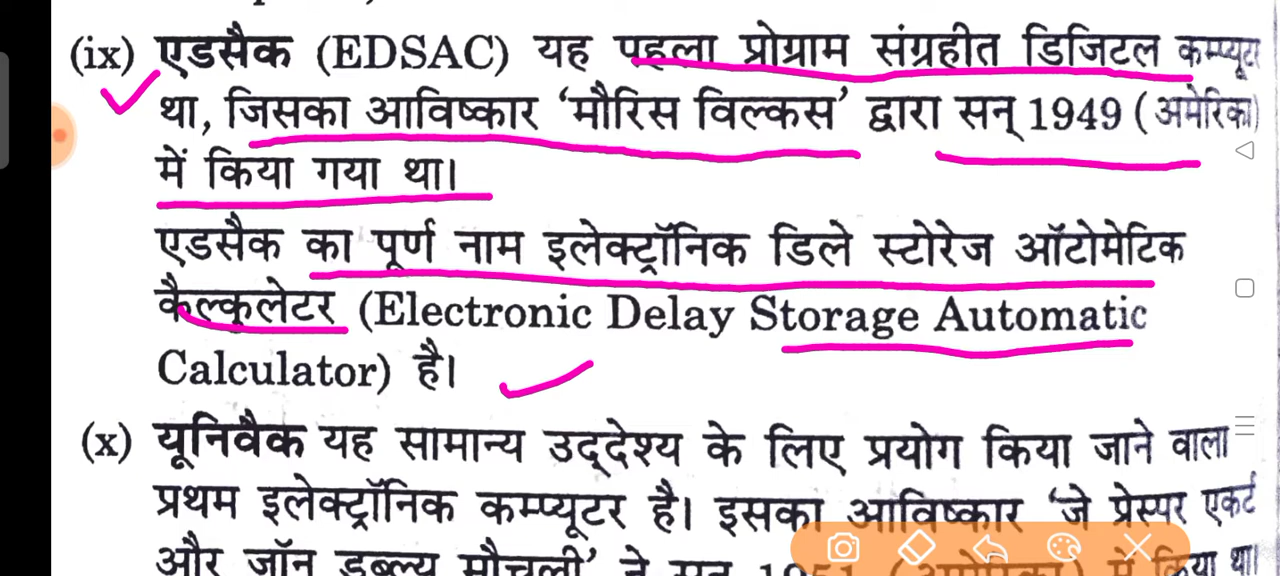 (ix) एडसैक (EDSAC) यह पहला प्रोग्राम संग्रहीत डिजिटल कम्प्यूटर
था, जिसका आविष्कार ‘मौरिस विल्कस’ द्वारा सन् 1949 (अमेरिका)
में किया गया था।
एडसैक का पूर्ण नाम इलेक्ट्रॉनिक डिले स्टोरेज ऑटोमेटिक
कैल्कुलेटर (Electronic Delay Storage Automatic
Calculator) है।
(x) यूनिवैक यह सामान्य उद्देश्य के लिए प्रयोग किया जाने वाला
प्रथम इलेक्ट्रॉनिक कम्प्यूटर है। इसका आविष्कार ‘जे प्रेस्पर एकर्ट
और जॉन डब्ल्य मौचली’ ने सन् 1951 (अमेरिका) में किया था।